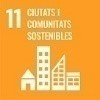 11 CIUTATS I
COMUNITATS
SOSTENIBLES